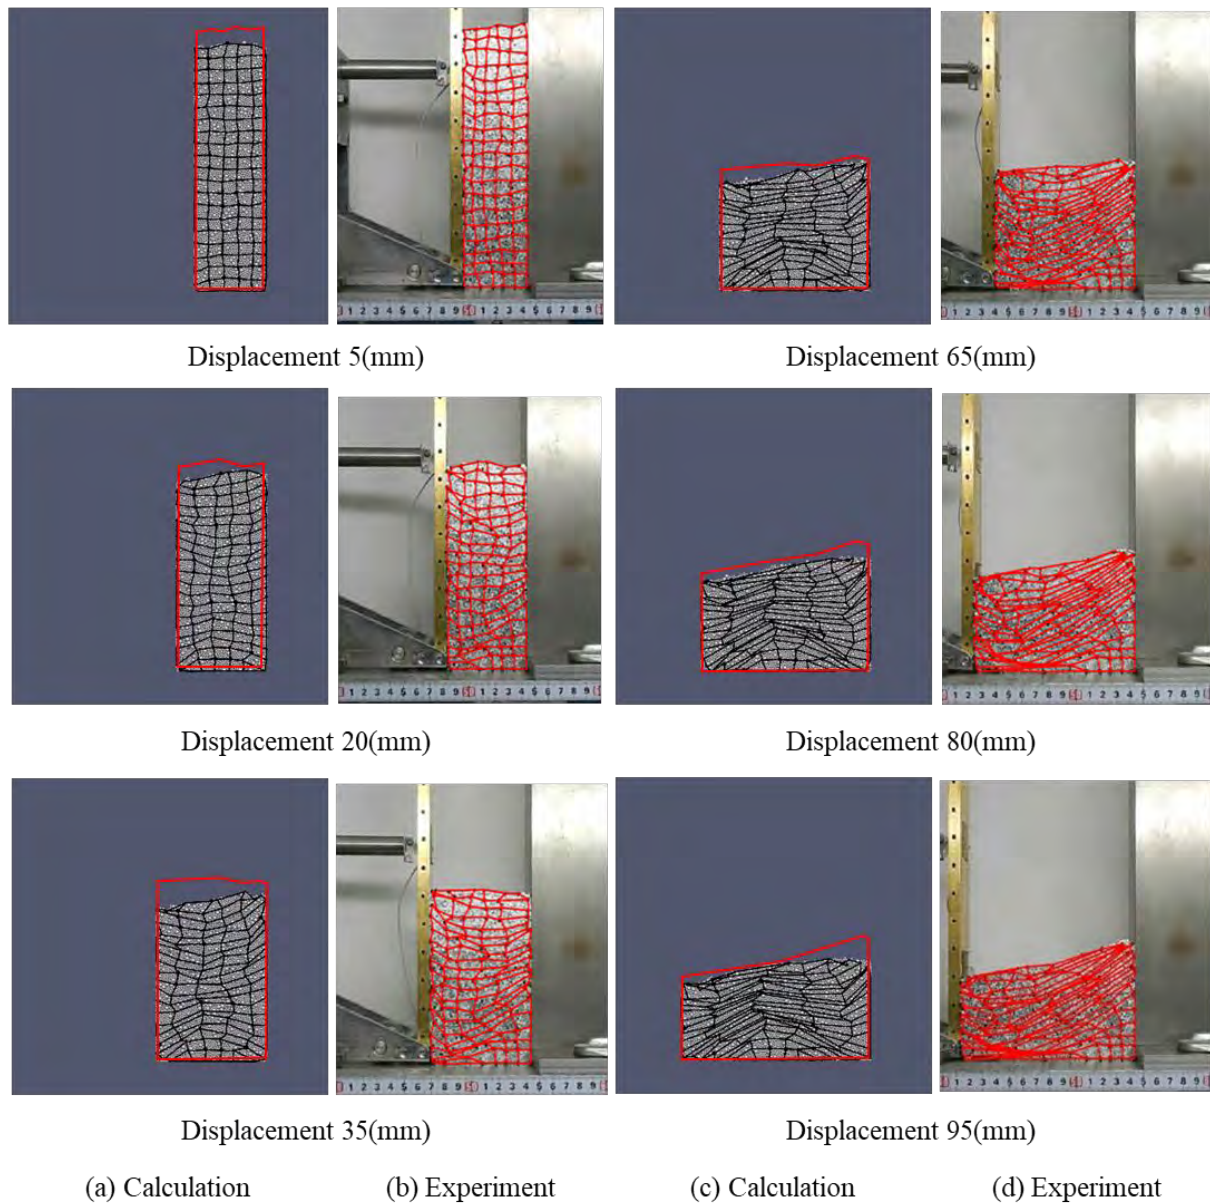 Displacement 5(mm)
Displacement 65(mm)
Displacement 20(mm)
Displacement 80(mm)
Displacement 35(mm)
Displacement 95(mm)
(a) Calculation
(b) Experiment
(c) Calculation
(d) Experiment